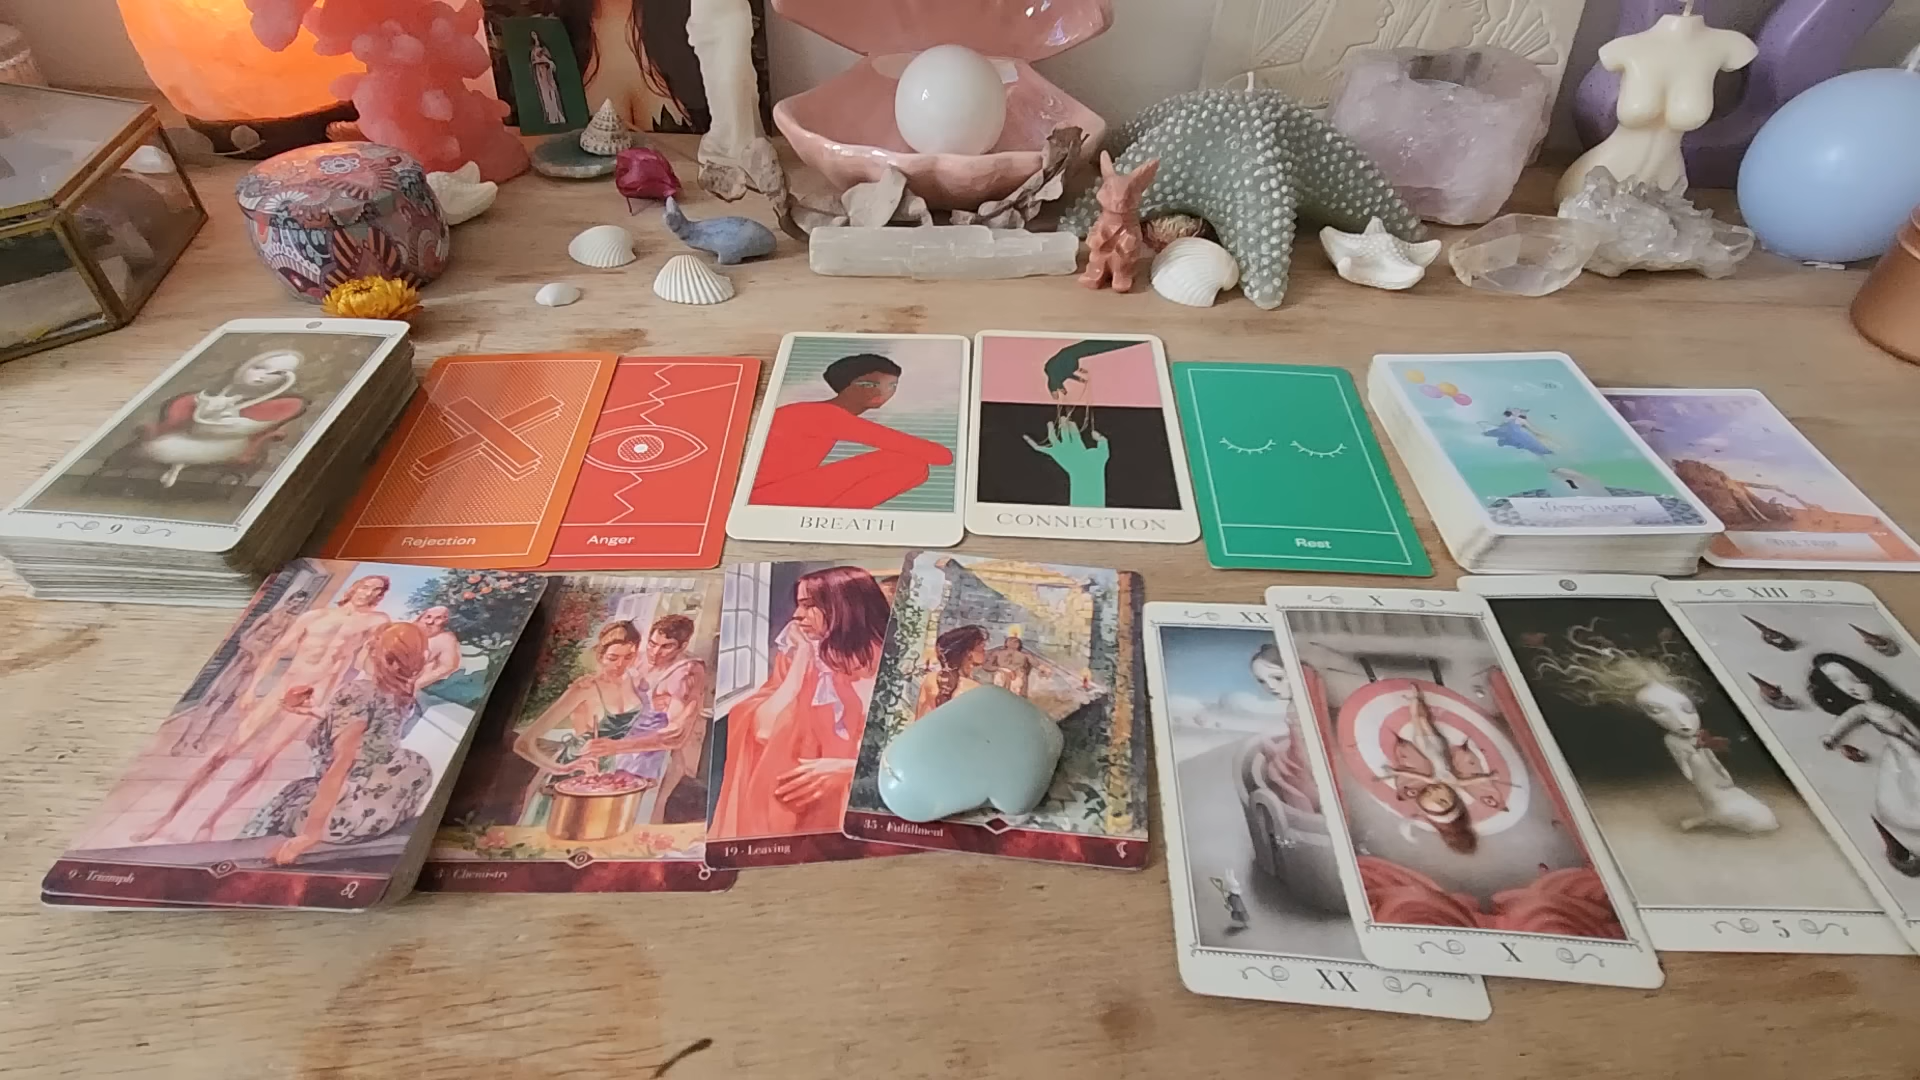 9
Rejection
Anger
BREATH
CONNECTION
Rest
9 · Triumph
3 · Chemistry
19 · Leaving
35 · Fulfillment
XX
XX
X
X
5
XIII